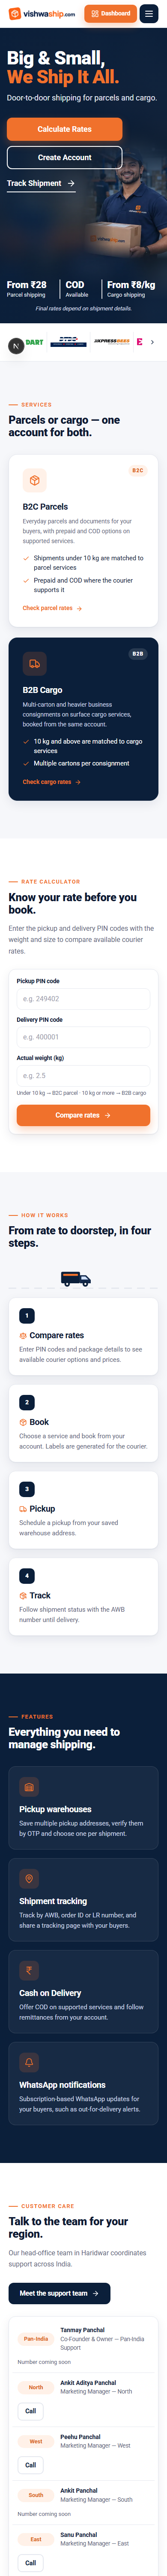 vishwaship.com
Dashboard
Big & Small,
We Ship It All.
Door-to-door shipping for parcels and cargo.
Calculate Rates
Create Account
Track Shipment →
From ₹28
Parcel shipping
COD
Available
From ₹8/kg
Cargo shipping
Final rates depend on shipment details.
N
DART
XPRESSBEES
E
SERVICES
Parcels or cargo — one
account for both.
B2C
B2C Parcels
Everyday parcels and documents for your
buyers, with prepaid and COD options on
supported services.
Shipments under 10 kg are matched to
parcel services
Prepaid and COD where the courier
supports it
Check parcel rates →
B2B
B2B Cargo
Multi-carton and heavier business
consignments on surface cargo services,
booked from the same account.
10 kg and above are matched to cargo
services
Multiple cartons per consignment
Check cargo rates →
RATE CALCULATOR
Know your rate before you
book.
Enter the pickup and delivery PIN codes with the
weight and size to compare available courier
rates.
Pickup PIN code
e.g. 249402
Delivery PIN code
e.g. 400001
Actual weight (kg)
e.g. 2.5
Under 10 kg → B2C parcel · 10 kg or more → B2B cargo
Compare rates →
HOW IT WORKS
From rate to doorstep, in four
steps.
1
Compare rates
Enter PIN codes and package details to see
available courier options and prices.
2
Book
Choose a service and book from your
account. Labels are generated for the courier.
3
Pickup
Schedule a pickup from your saved
warehouse address.
4
Track
Follow shipment status with the AWB
number until delivery.
FEATURES
Everything you need to
manage shipping.
Pickup warehouses
Save multiple pickup addresses, verify them
by OTP and choose one per shipment.
Shipment tracking
Track by AWB, order ID or LR number, and
share a tracking page with your buyers.
Cash on Delivery
Offer COD on supported services and follow
remittances from your account.
WhatsApp notifications
Subscription-based WhatsApp updates for
your buyers, such as out-for-delivery alerts.
CUSTOMER CARE
Talk to the team for your
region.
Our head-office team in Haridwar coordinates
support across India.
Meet the support team →
Pan-India
Tanmay Panchal
Co-Founder & Owner — Pan-India
Support
Number coming soon
North
Ankit Aditya Panchal
Marketing Manager — North
Call
West
Peehu Panchal
Marketing Manager — West
Call
South
Ankit Panchal
Marketing Manager — South
Number coming soon
East
Sanu Panchal
Marketing Manager — East
Call